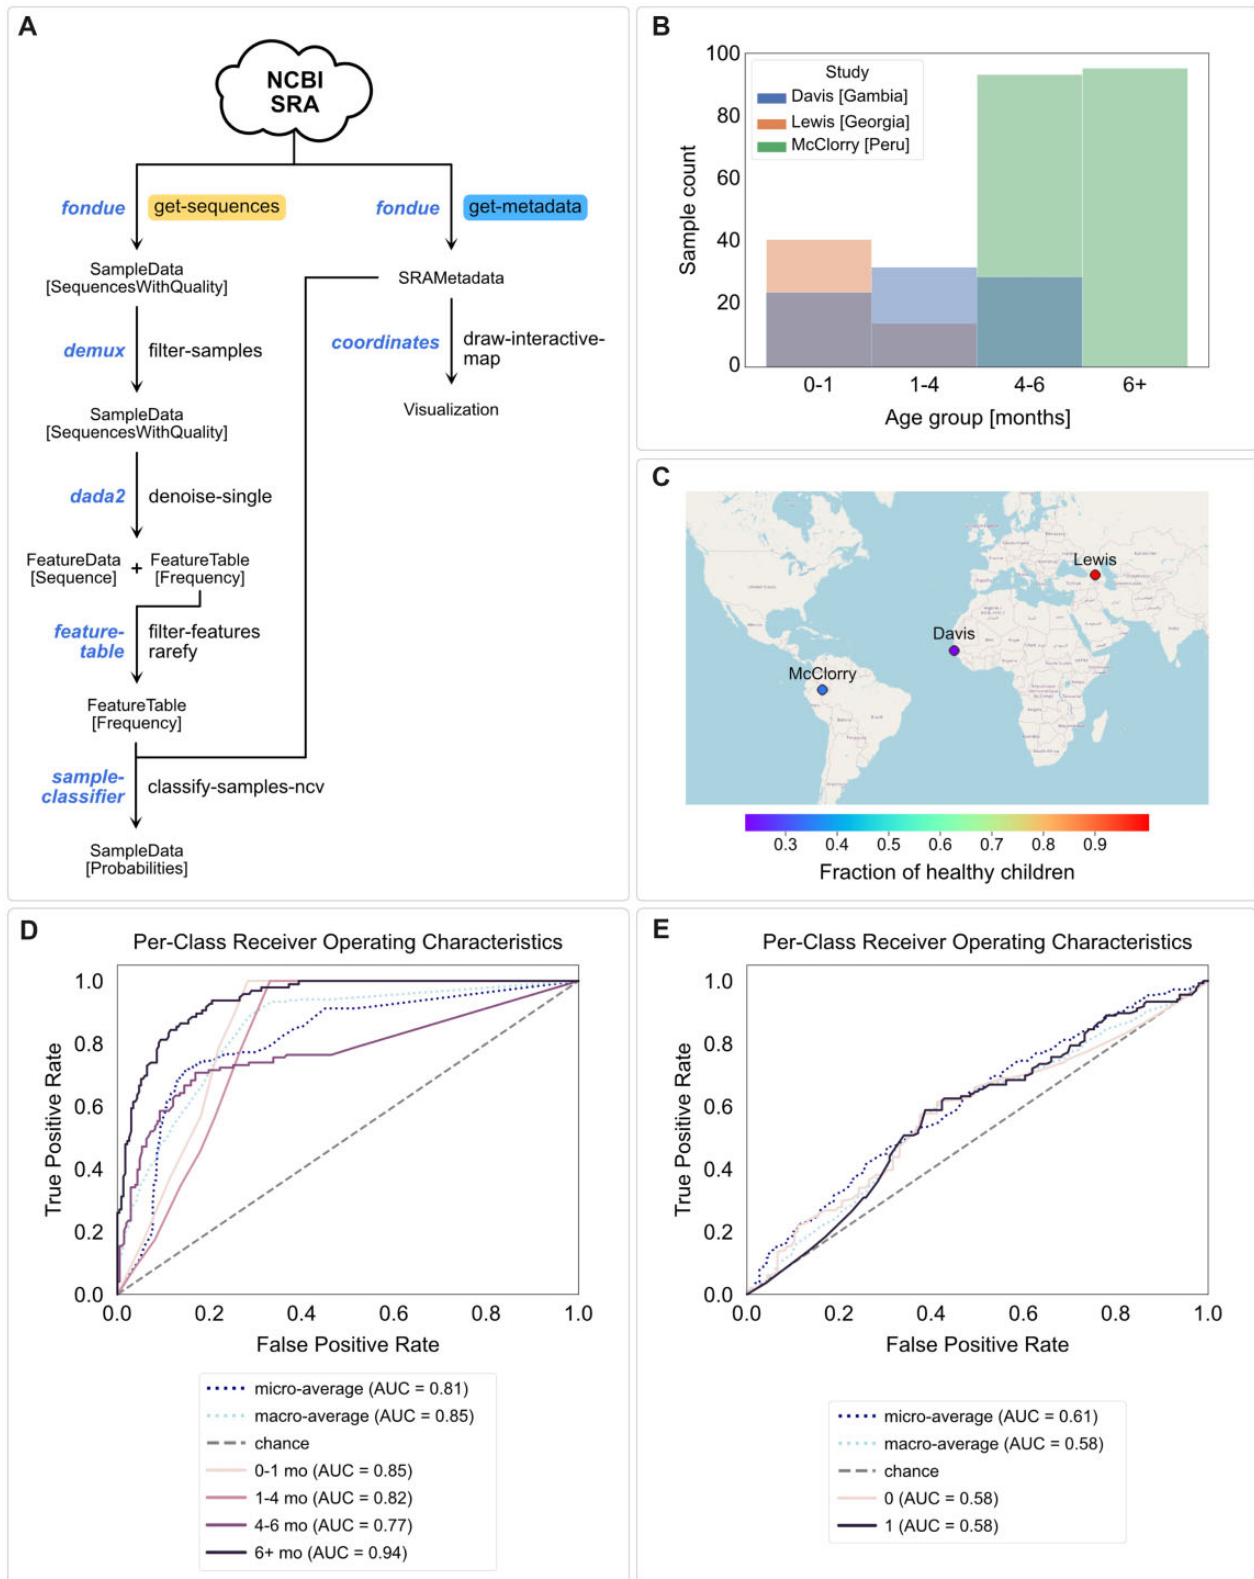 A
NCBI
SRA
fondue
get-sequences
fondue
get-metadata
SampleData
[SequencesWithQuality]
SRAMetadata
demux
filter-samples
coordinates
draw-interactive-
map
SampleData
[SequencesWithQuality]
Visualization
dada2
denoise-single
FeatureData
[Sequence]
+
FeatureTable
[Frequency]
feature-
table
filter-features
rarefy
FeatureTable
[Frequency]
sample-
classifier
classify-samples-ncv
SampleData
[Probabilities]
B
Study
Davis [Gambia]
Lewis [Georgia]
McClorry [Peru]
Sample count
100
80
60
40
20
0
0-1 1-4 4-6 6+
Age group [months]
C
Lewis
Davis
McClorry
0.3 0.4 0.5 0.6 0.7 0.8 0.9
Fraction of healthy children
D
Per-Class Receiver Operating Characteristics
True Positive Rate
1.0
0.8
0.6
0.4
0.2
0.0
0.0 0.2 0.4 0.6 0.8 1.0
False Positive Rate
micro-average (AUC = 0.81)
macro-average (AUC = 0.85)
chance
0-1 mo (AUC = 0.85)
1-4 mo (AUC = 0.82)
4-6 mo (AUC = 0.77)
6+ mo (AUC = 0.94)
E
Per-Class Receiver Operating Characteristics
True Positive Rate
1.0
0.8
0.6
0.4
0.2
0.0
0.0 0.2 0.4 0.6 0.8 1.0
False Positive Rate
micro-average (AUC = 0.61)
macro-average (AUC = 0.58)
chance
0 (AUC = 0.58)
1 (AUC = 0.58)